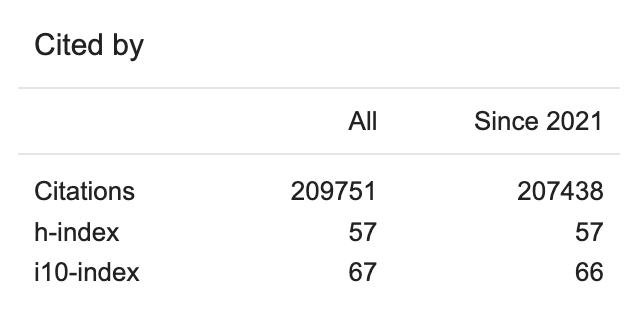 Cited by
All Since 2021
Citations 209751 207438
h-index 57 57
i10-index 67 66